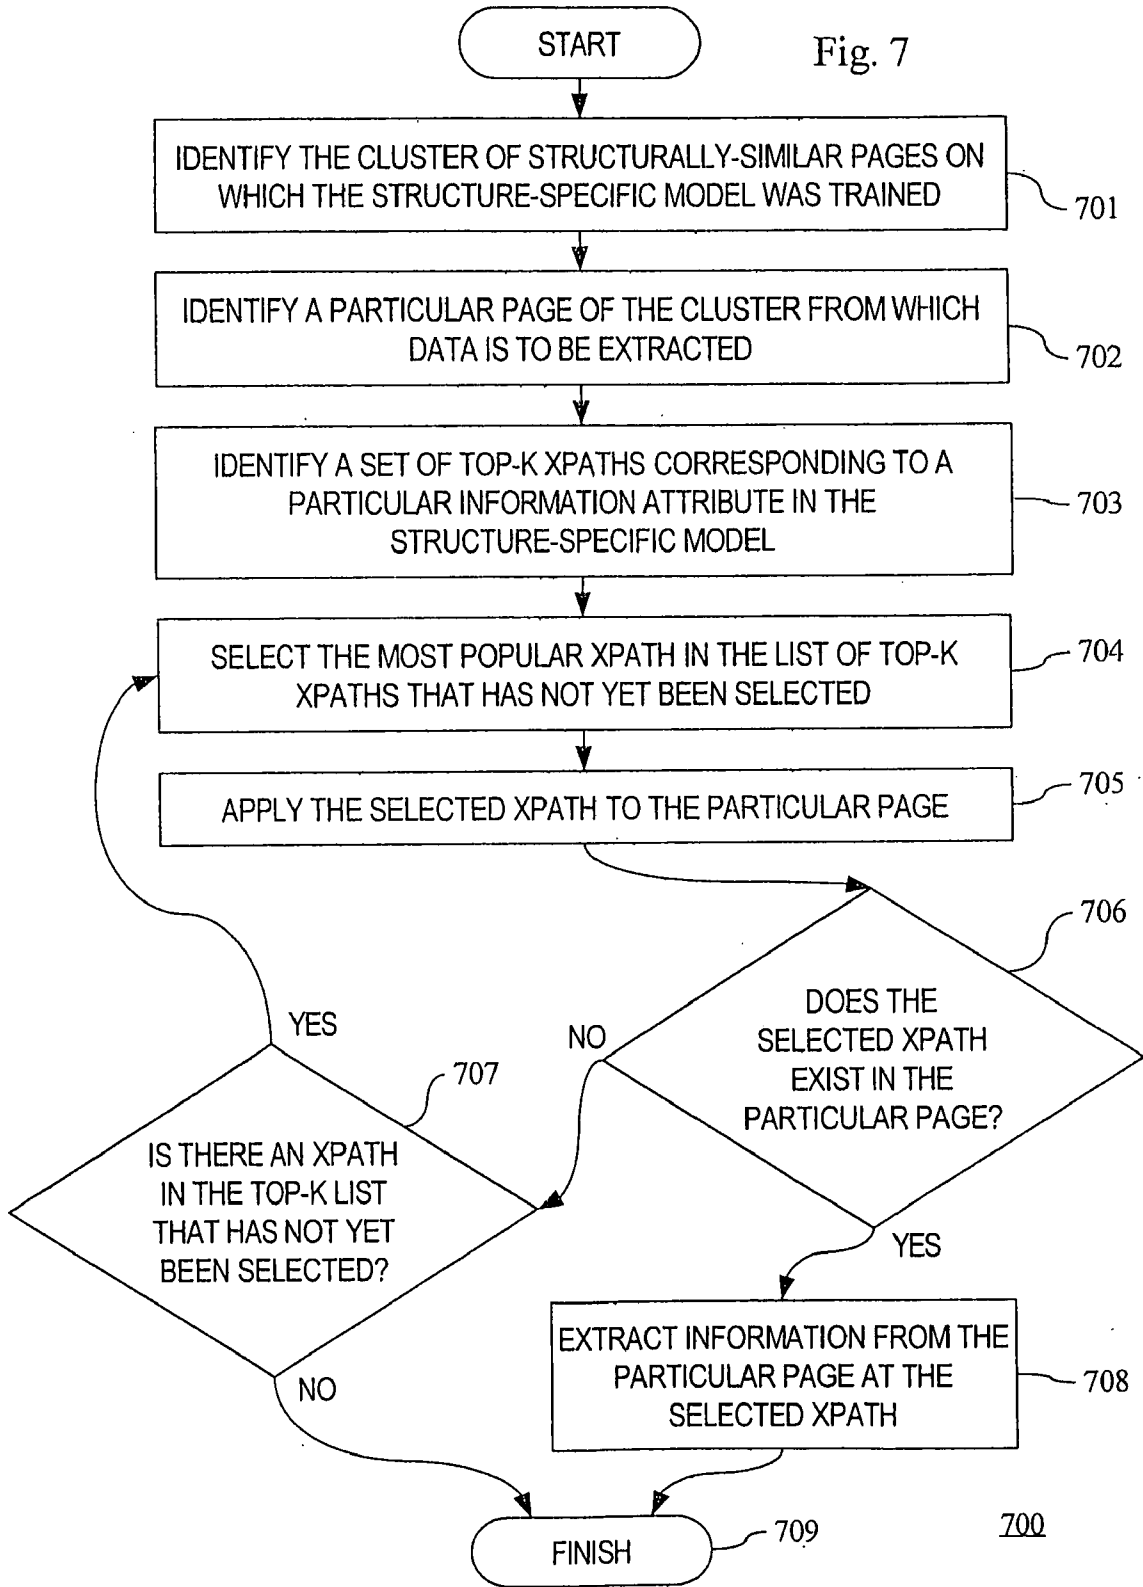 START
Fig. 7
IDENTIFY THE CLUSTER OF STRUCTURALLY-SIMILAR PAGES ON
WHICH THE STRUCTURE-SPECIFIC MODEL WAS TRAINED
701
IDENTIFY A PARTICULAR PAGE OF THE CLUSTER FROM WHICH
DATA IS TO BE EXTRACTED
702
IDENTIFY A SET OF TOP-K XPATHS CORRESPONDING TO A
PARTICULAR INFORMATION ATTRIBUTE IN THE
STRUCTURE-SPECIFIC MODEL
703
SELECT THE MOST POPULAR XPATH IN THE LIST OF TOP-K
XPATHS THAT HAS NOT YET BEEN SELECTED
704
APPLY THE SELECTED XPATH TO THE PARTICULAR PAGE
705
706
DOES THE
SELECTED XPATH
EXIST IN THE
PARTICULAR PAGE?
NO
YES
YES
707
IS THERE AN XPATH
IN THE TOP-K LIST
THAT HAS NOT YET
BEEN SELECTED?
NO
EXTRACT INFORMATION FROM THE
PARTICULAR PAGE AT THE
SELECTED XPATH
708
FINISH
709
700